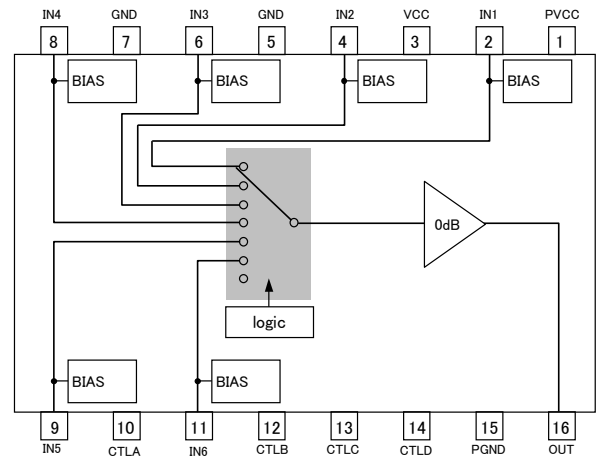 IN4 GND IN3 GND IN2 VCC IN1 PVCC
8 7 6 5 4 3 2 1
BIAS BIAS BIAS BIAS
0dB
logic
BIAS BIAS
9 10 11 12 13 14 15 16
IN5 CTLA IN6 CTLB CTLC CTLD PGND OUT